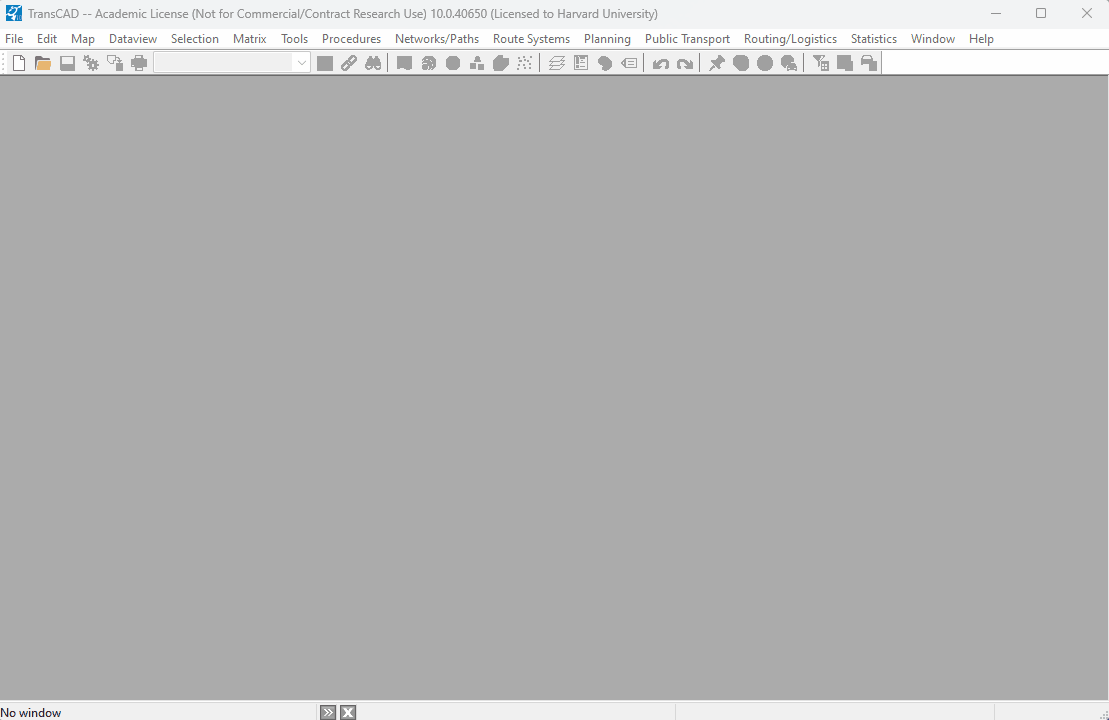 TransCAD -- Academic License (Not for Commercial/Contract Research Use) 10.0.40650 (Licensed to Harvard University)
File Edit Map Dataview Selection Matrix Tools Procedures Networks/Paths Route Systems Planning Public Transport Routing/Logistics Statistics Window Help
No window